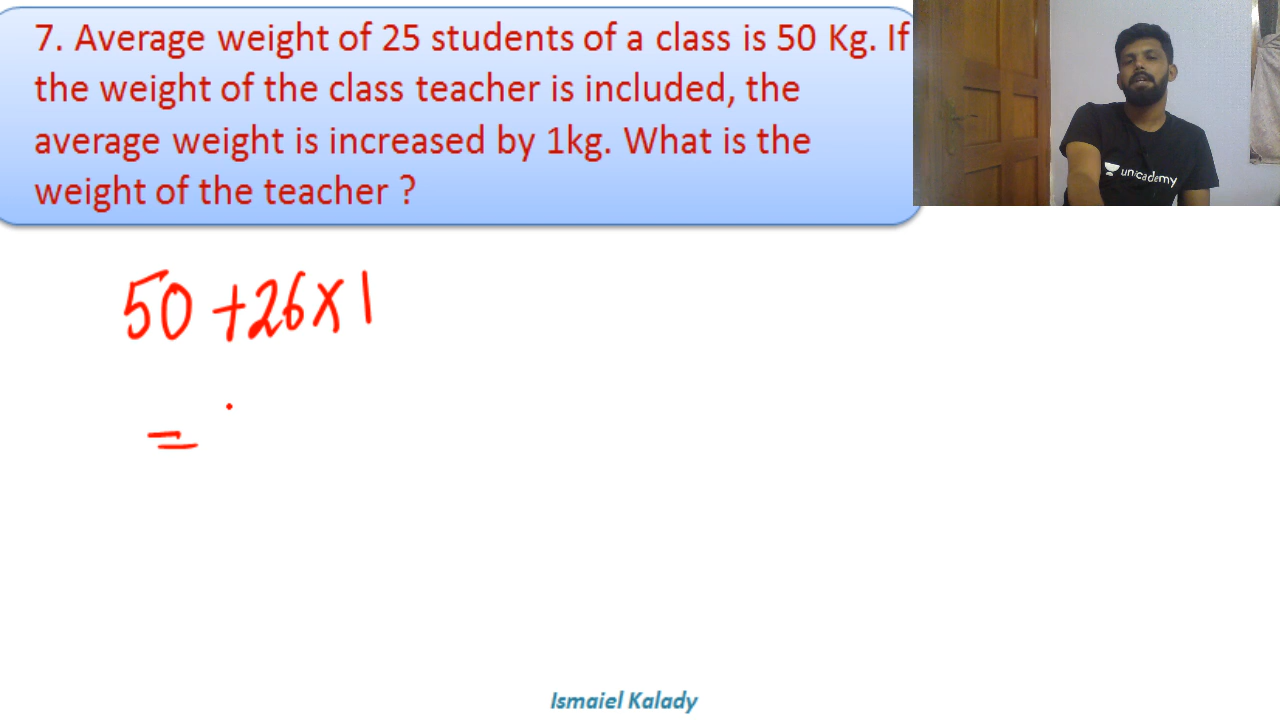 7. Average weight of 25 students of a class is 50 Kg. If
the weight of the class teacher is included, the
average weight is increased by 1kg. What is the
weight of the teacher ?
unacademy
50 +26×1
=
Ismaiel Kalady